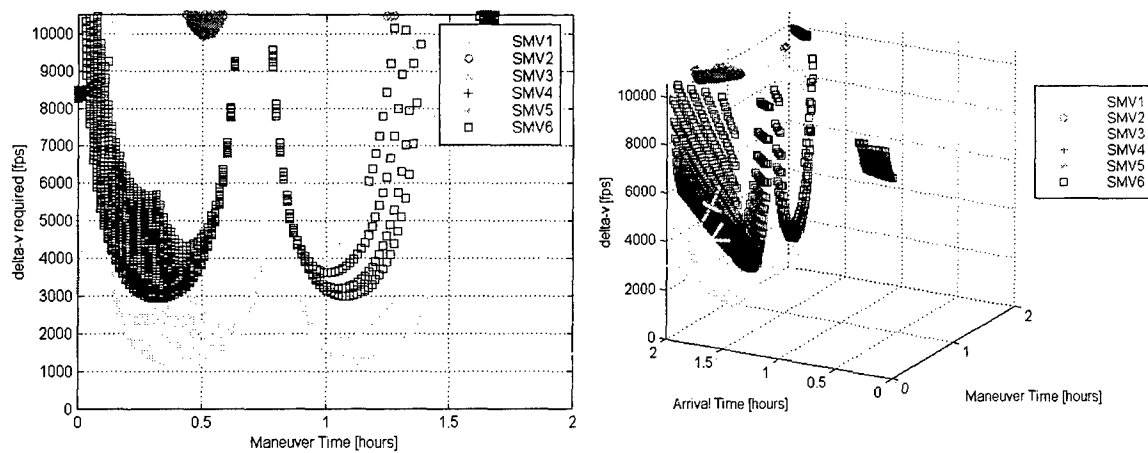 10000
9000
8000
7000
6000
5000
4000
3000
2000
1000
0
delta-v required [fps]
0
0.5
1
1.5
2
Maneuver Time [hours]
SMV1
SMV2
SMV3
SMV4
SMV5
SMV6
10000
8000
6000
4000
2000
0
delta-v [fps]
2
1.5
1
0.5
0
Arrival Time [hours]
0
1
2
Maneuver Time [hours]
SMV1
SMV2
SMV3
SMV4
SMV5
SMV6